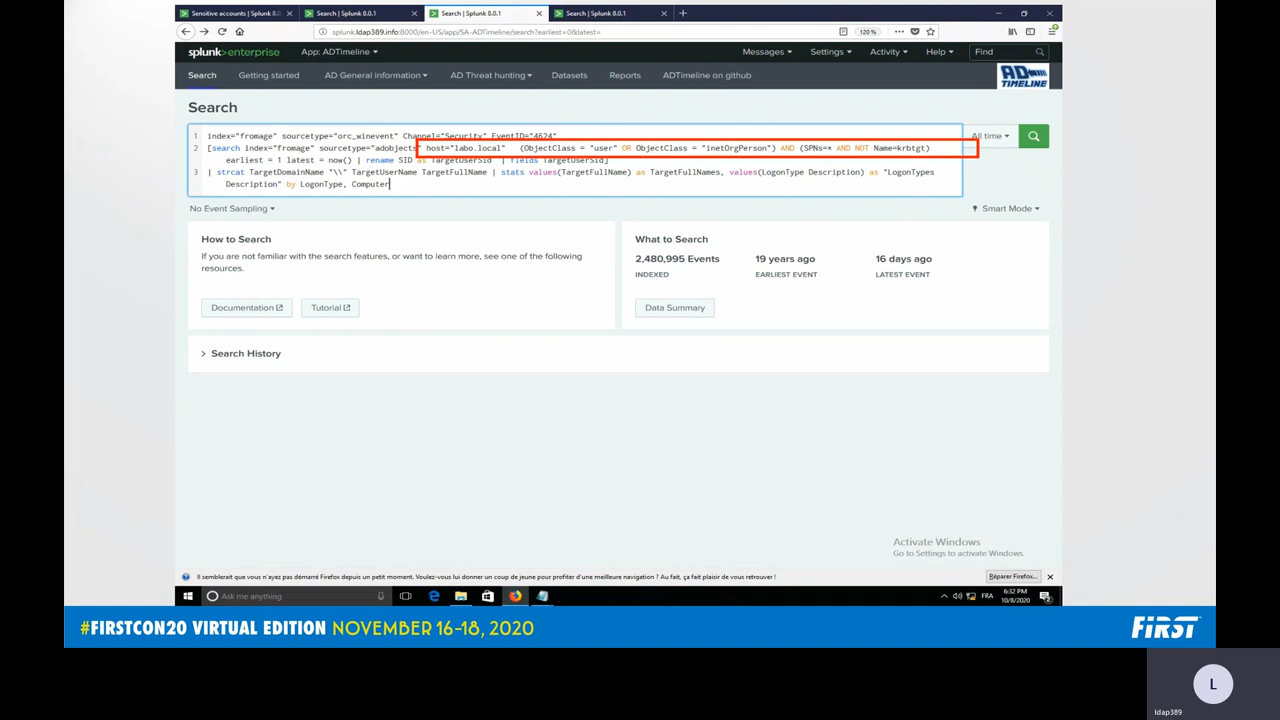 Sensitive accounts | Splunk 8.0. Search | Splunk 8.0.1 Search | Splunk 8.0.1 Search | Splunk 8.0.1
splunk.ldap389.info:8000/en-US/app/SA-ADTimeline/search?earliest=0&latest= 120 %
splunk>enterprise App: ADTimeline Messages Settings Activity Help Find
Search Getting started AD General information AD Threat hunting Datasets Reports ADTimeline on github AD TIMELINE
Search
1 index="fromage" sourcetype="orc_winevent" Channel="Security" EventID="4624" All time
2 [search index="fromage" sourcetype="adobjects" host="labo.local" (ObjectClass = "user" OR ObjectClass = "inetOrgPerson") AND (SPNs=* AND NOT Name=krbtgt)
earliest = 1 latest = now() | rename SID as TargetUserSid | fields TargetUserSid]
3 | strcat TargetDomainName "\\" TargetUserName TargetFullName | stats values(TargetFullName) as TargetFullNames, values(LogonType Description) as "LogonTypes
Description" by LogonType, Computer
No Event Sampling Smart Mode
How to Search What to Search
If you are not familiar with the search features, or want to learn more, see one of the following
resources.
2,480,995 Events 19 years ago 16 days ago
INDEXED EARLIEST EVENT LATEST EVENT
Documentation Tutorial Data Summary
Search History
Activate Windows
Go to Settings to activate Windows.
Il semblerait que vous n'ayez pas démarré Firefox depuis un petit moment. Voulez-vous lui donner un coup de jeune pour profiter d'une meilleure navigation ? Au fait, ça fait plaisir de vous retrouver ! Réparer Firefox...
Ask me anything FRA 6:32 PM
10/8/2020
#FIRSTCON20 VIRTUAL EDITION NOVEMBER 16-18, 2020 FIRST
L
ldap389